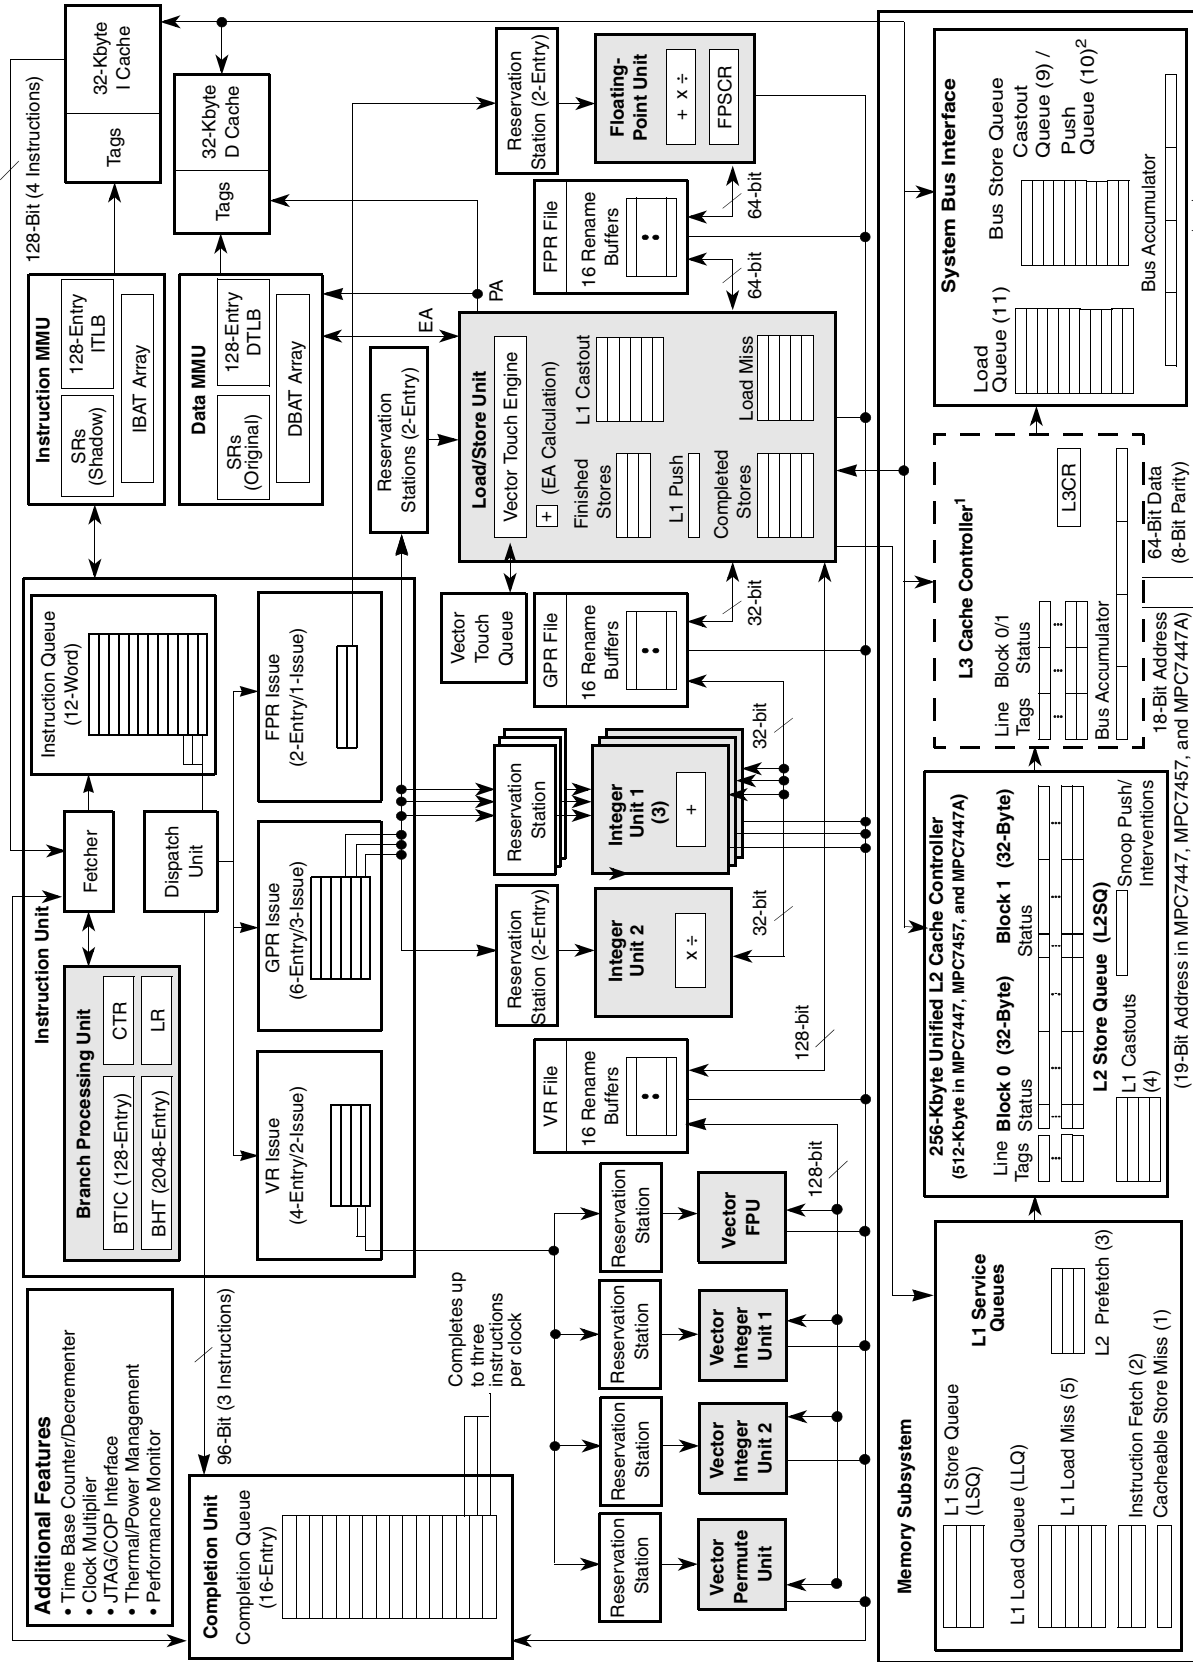 Additional Features
• Time Base Counter/Decrementer
• Clock Multiplier
• JTAG/COP Interface
• Thermal/Power Management
• Performance Monitor
Instruction Unit
Branch Processing Unit
BTIC (128-Entry)
CTR
BHT (2048-Entry)
LR
Fetcher
Dispatch
Unit
Instruction Queue
(12-Word)
96-Bit (3 Instructions)
VR Issue
(4-Entry/2-Issue)
GPR Issue
(6-Entry/3-Issue)
FPR Issue
(2-Entry/1-Issue)
Instruction MMU
SRs
(Shadow)
128-Entry
ITLB
IBAT Array
Data MMU
SRs
(Original)
128-Entry
DTLB
DBAT Array
128-Bit (4 Instructions)
Tags
32-Kbyte
I Cache
Tags
32-Kbyte
D Cache
EA
PA
Completion Unit
Completion Queue
(16-Entry)
Completes up
to three
instructions
per clock
Reservation
Station
Reservation
Station
Reservation
Station
Reservation
Station
Vector
Permute
Unit
Vector
Integer
Unit 2
Vector
Integer
Unit 1
Vector
FPU
128-bit
VR File
16 Rename
Buffers
128-bit
Reservation
Station (2-Entry)
Integer
Unit 2
x ÷
32-bit
Reservation
Station
Integer
Unit 1
(3)
+
32-bit
GPR File
16 Rename
Buffers
32-bit
Vector
Touch
Queue
Reservation
Stations (2-Entry)
Load/Store Unit
Vector Touch Engine
+ (EA Calculation)
Finished
Stores
L1 Castout
L1 Push
Completed
Stores
Load Miss
64-bit
FPR File
16 Rename
Buffers
64-bit
Reservation
Station (2-Entry)
Floating-
Point Unit
+ x ÷
FPSCR
Memory Subsystem
L1 Store Queue
(LSQ)
L1 Service
Queues
L1 Load Queue (LLQ)
L1 Load Miss (5)
L2 Prefetch (3)
Instruction Fetch (2)
Cacheable Store Miss (1)
256-Kbyte Unified L2 Cache Controller
(512-Kbyte in MPC7447, MPC7457, and MPC7447A)
Line
Tags
Block 0 (32-Byte)
Status
Block 1 (32-Byte)
Status
L2 Store Queue (L2SQ)
L1 Castouts
(4)
Snoop Push/
Interventions
L3 Cache Controller1
Line
Tags
Block 0/1
Status
L3CR
Bus Accumulator
18-Bit Address
(19-Bit Address in MPC7447, MPC7457, and MPC7447A)
64-Bit Data
(8-Bit Parity)
System Bus Interface
Load
Queue (11)
Bus Store Queue
Castout
Queue (9) /
Push
Queue (10)2
Bus Accumulator